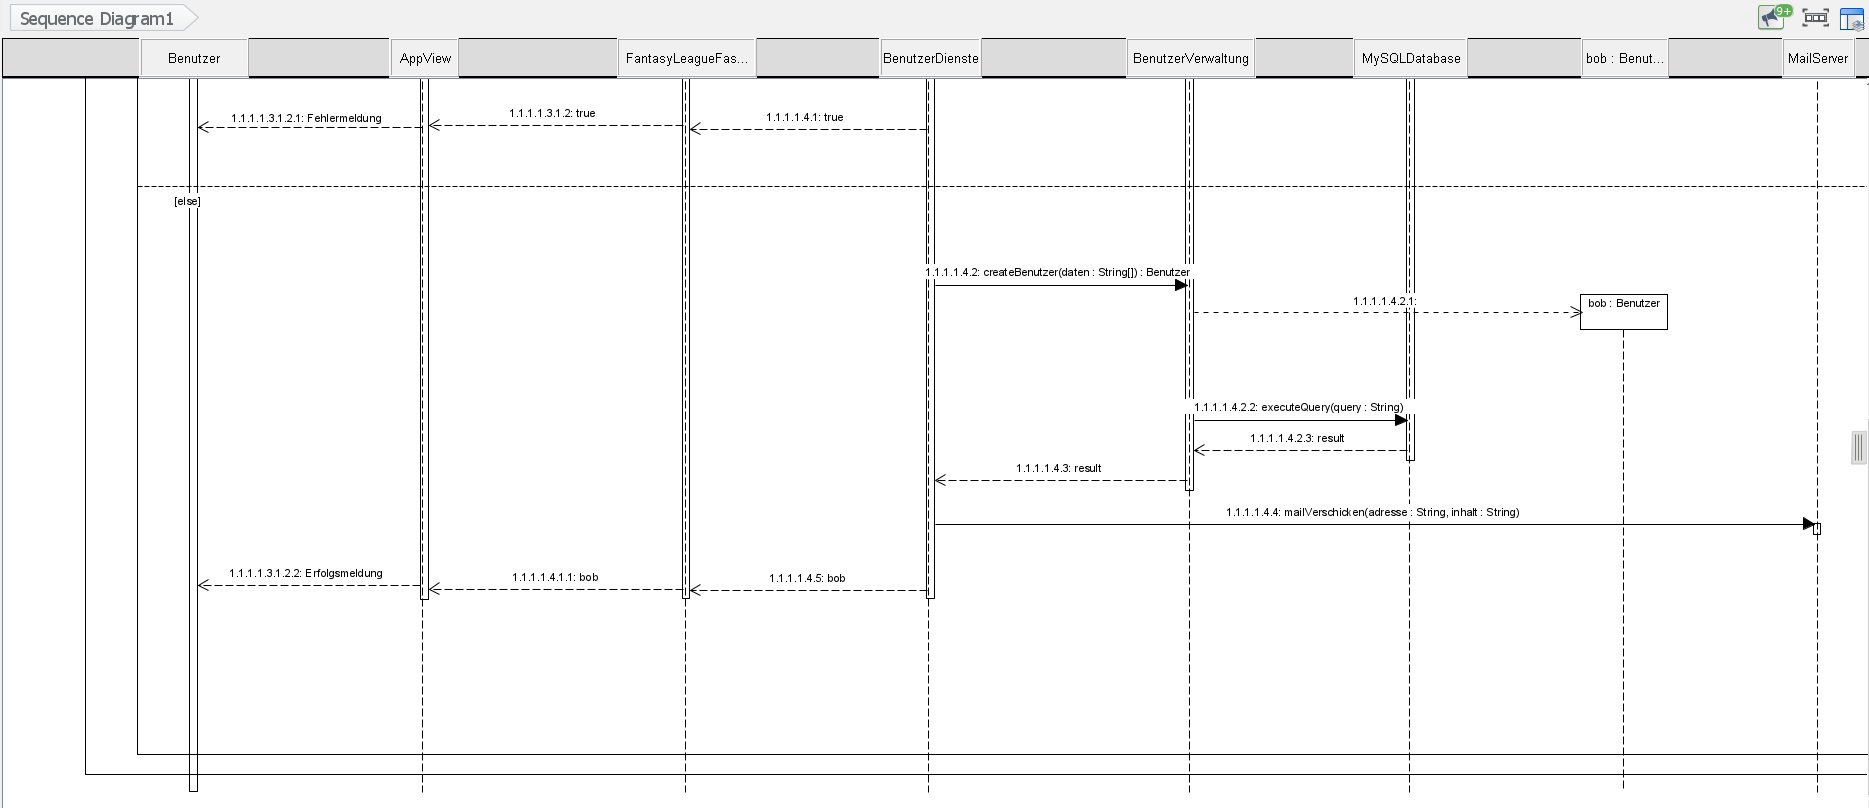 Sequence Diagram1
9+
Benutzer
AppView
FantasyLeagueFas...
BenutzerDienste
BenutzerVerwaltung
MySQLDatabase
bob : Benut...
MailServer
1.1.1.1.3.1.2.1: Fehlermeldung
1.1.1.1.3.1.2: true
1.1.1.1.4.1: true
[else]
1.1.1.1.4.2: createBenutzer(daten : String[]) : Benutzer
1.1.1.1.4.2.1:
bob : Benutzer
1.1.1.1.4.2.2: executeQuery(query : String)
1.1.1.1.4.2.3: result
1.1.1.1.4.3: result
1.1.1.1.4.4: mailVerschicken(adresse : String, inhalt : String)
1.1.1.1.3.1.2.2: Erfolgsmeldung
1.1.1.1.4.1.1: bob
1.1.1.1.4.5: bob